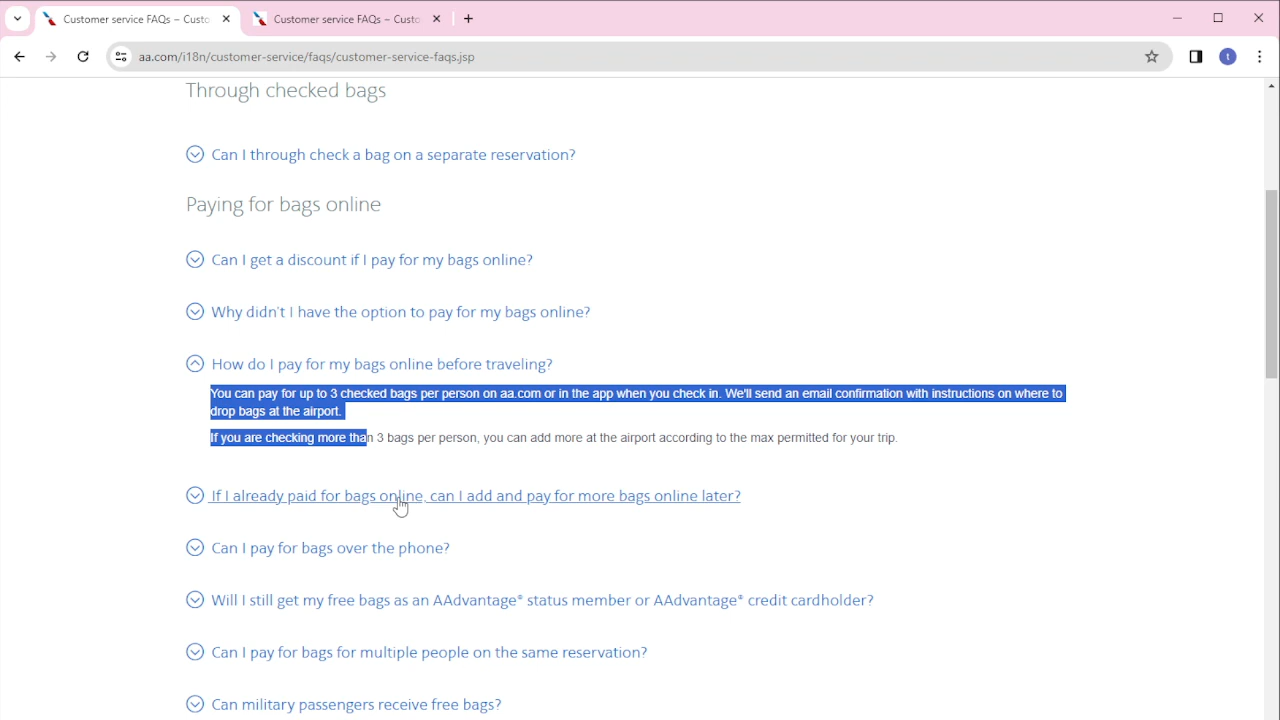 Customer service FAQs – Custo
Customer service FAQs – Custo
aa.com/i18n/customer-service/faqs/customer-service-faqs.jsp
t
Through checked bags
Can I through check a bag on a separate reservation?
Paying for bags online
Can I get a discount if I pay for my bags online?
Why didn't I have the option to pay for my bags online?
How do I pay for my bags online before traveling?
You can pay for up to 3 checked bags per person on aa.com or in the app when you check in. We'll send an email confirmation with instructions on where to
drop bags at the airport.
If you are checking more than 3 bags per person, you can add more at the airport according to the max permitted for your trip.
If I already paid for bags online, can I add and pay for more bags online later?
Can I pay for bags over the phone?
Will I still get my free bags as an AAdvantage® status member or AAdvantage® credit cardholder?
Can I pay for bags for multiple people on the same reservation?
Can military passengers receive free bags?